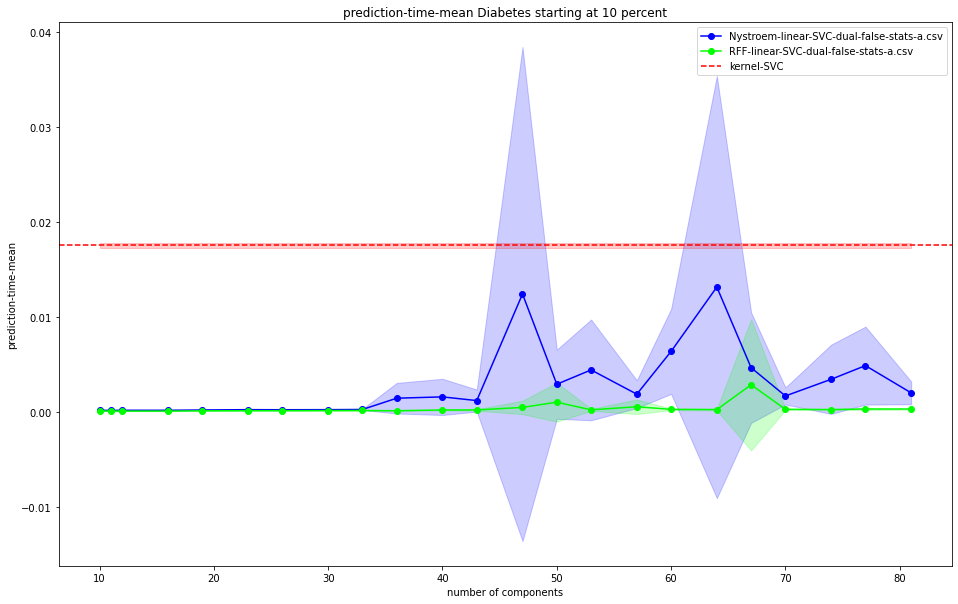 prediction-time-mean Diabetes starting at 10 percent
Nystroem-linear-SVC-dual-false-stats-a.csv
RFF-linear-SVC-dual-false-stats-a.csv
kernel-SVC
prediction-time-mean
0.04
0.03
0.02
0.01
0.00
−0.01
10 20 30 40 50 60 70 80
number of components